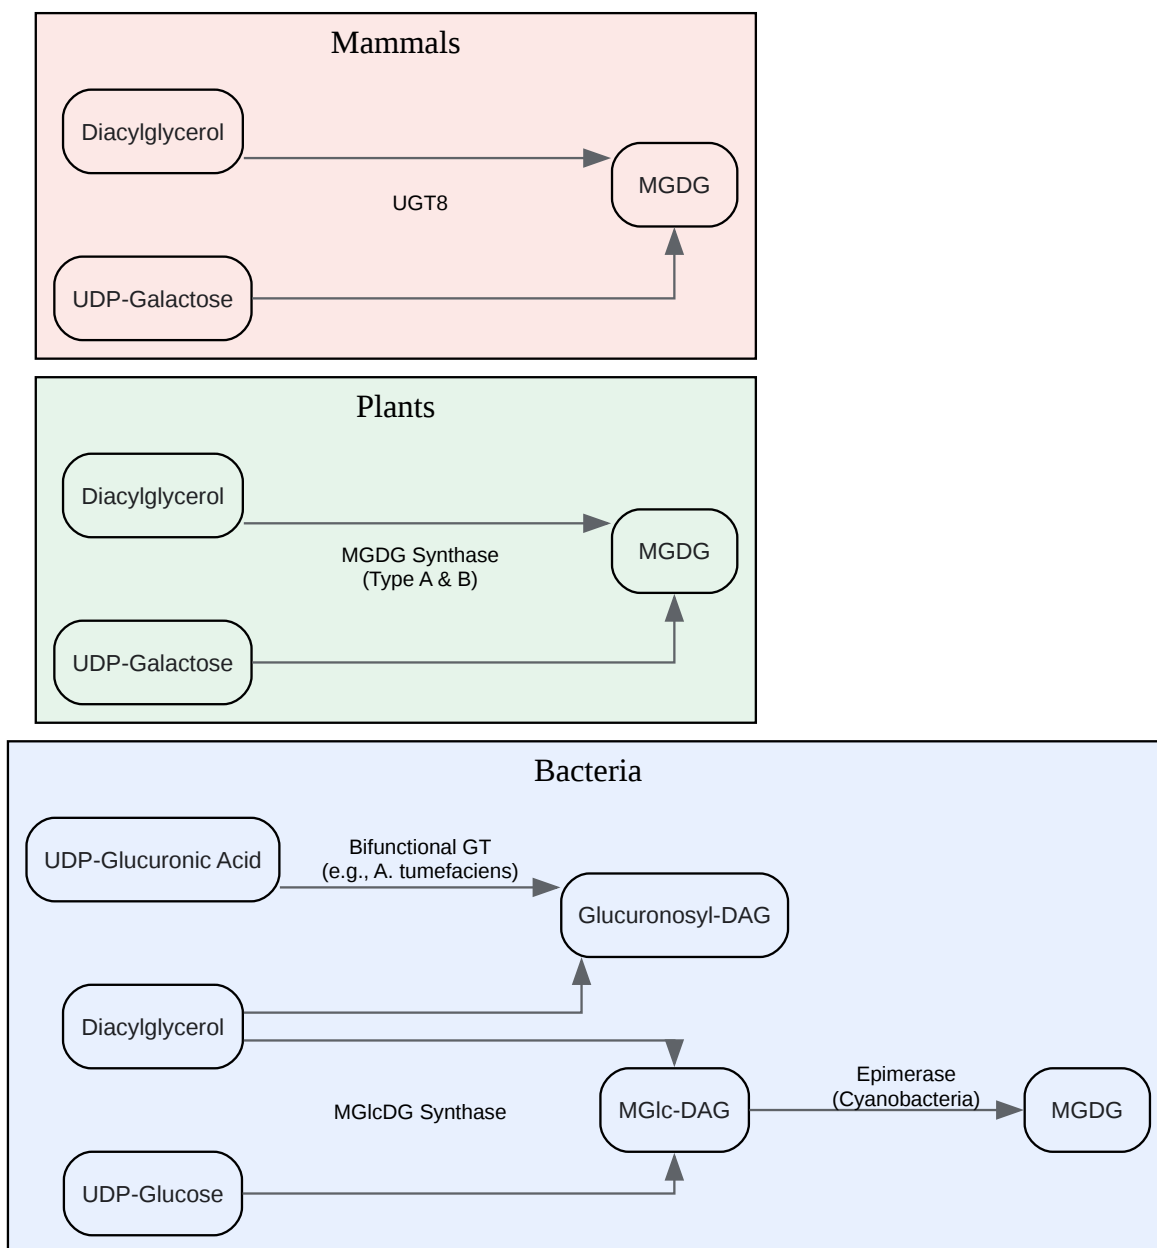 Mammals
Diacylglycerol
MGDG
UGT8
UDP-Galactose
Plants
Diacylglycerol
MGDG
MGDG Synthase
(Type A & B)
UDP-Galactose
Bacteria
UDP-Glucuronic Acid
Bifunctional GT
(e.g., A. tumefaciens)
Glucuronosyl-DAG
Diacylglycerol
MGlcDG Synthase
MGlc-DAG
Epimerase
(Cyanobacteria)
MGDG
UDP-Glucose